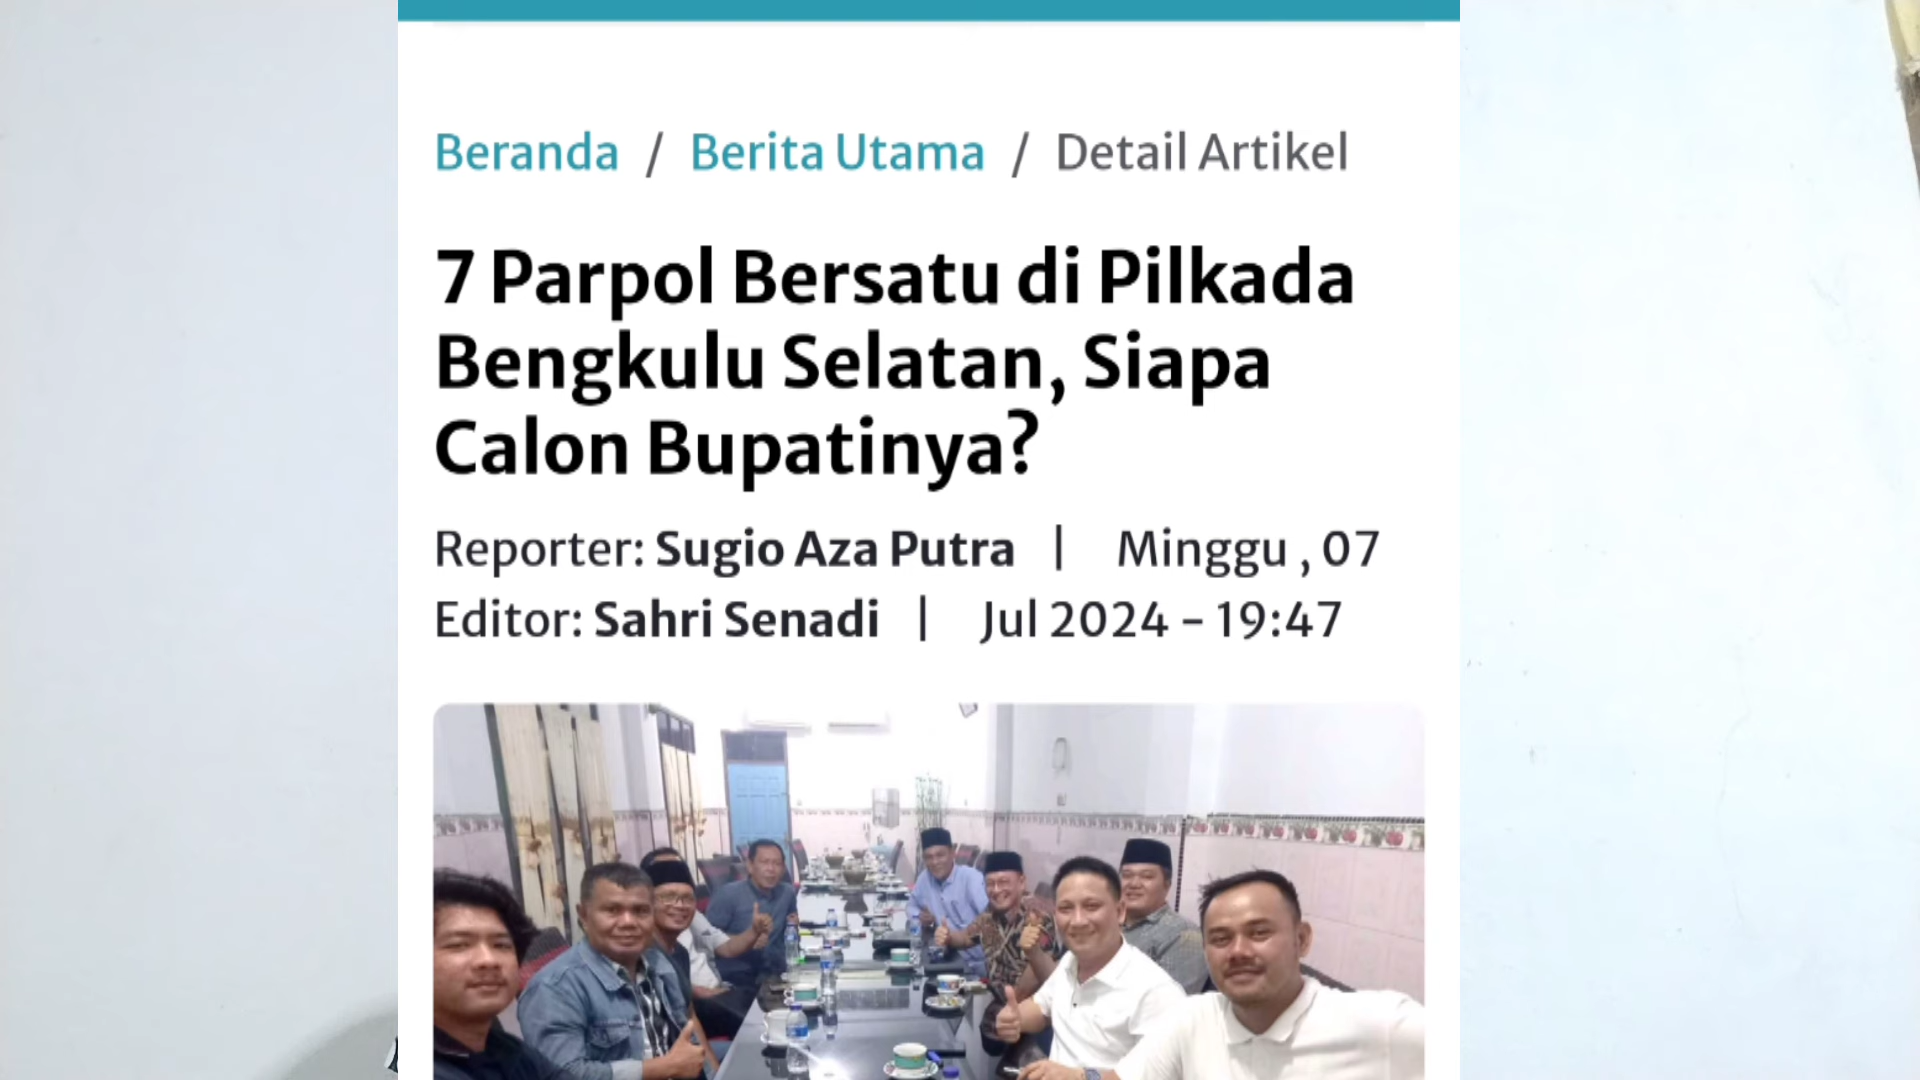 Beranda / Berita Utama / Detail Artikel
7 Parpol Bersatu di Pilkada
Bengkulu Selatan, Siapa
Calon Bupatinya?
Reporter: Sugio Aza Putra | Minggu , 07
Editor: Sahri Senadi | Jul 2024 - 19:47